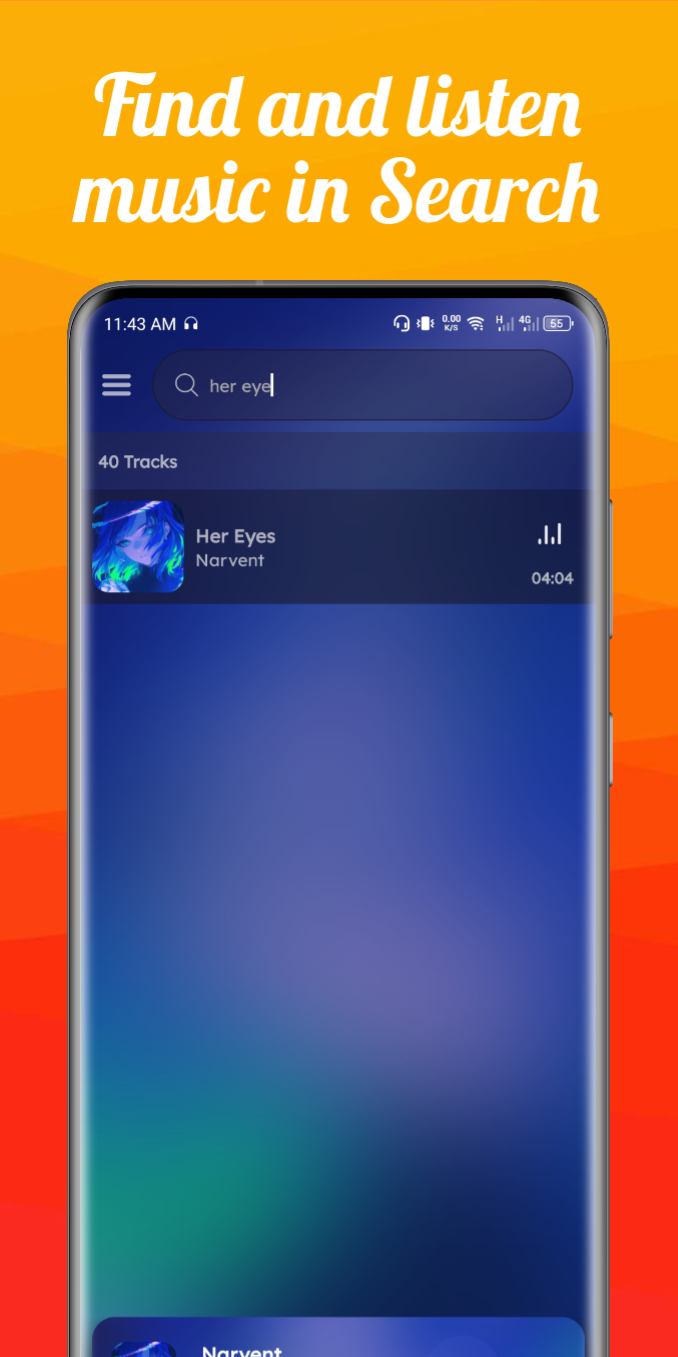 Find and listen
music in Search
11:43 AM
0.00
K/S
H
4G
55
her eye
40 Tracks
Her Eyes
Narvent
04:04
Narvent